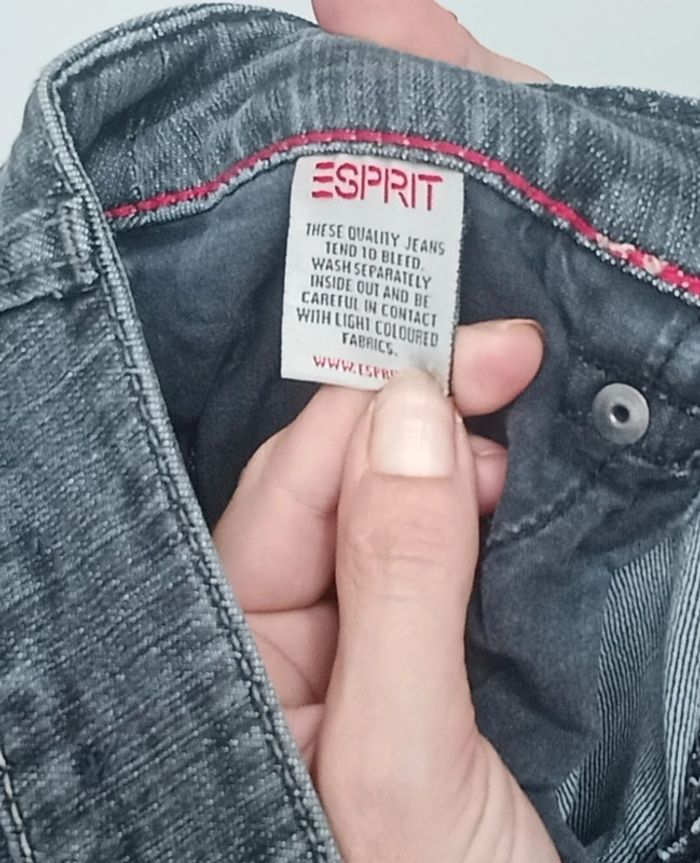 ESPRIT
THESE QUALITY JEANS
TEND TO BLEED.
WASH SEPARATELY
INSIDE OUT AND BE
CAREFUL IN CONTACT
WITH LIGHT COLOURED
FABRICS.